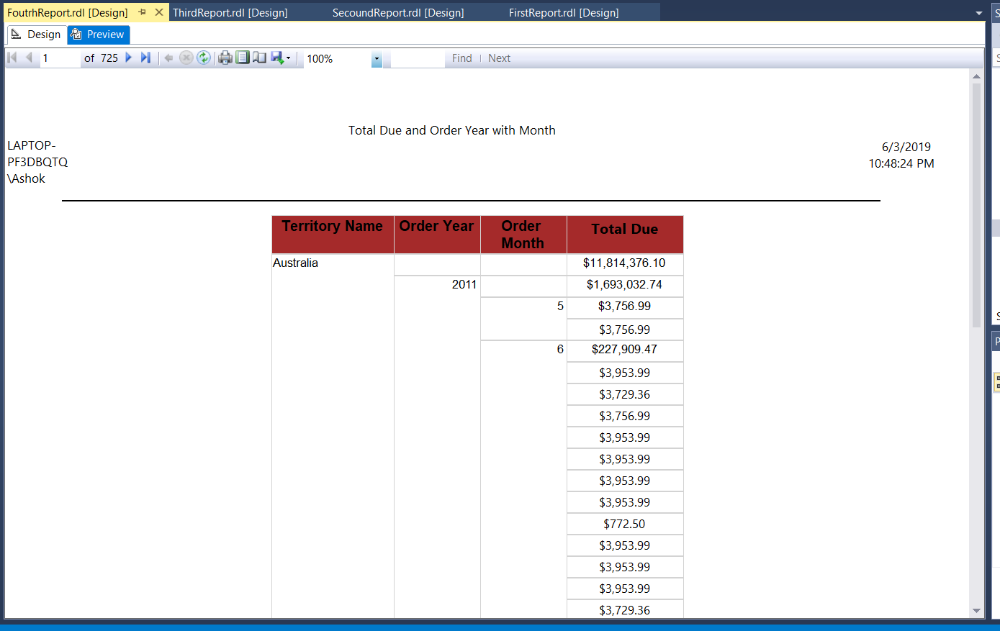 FoutrhReport.rdl [Design] ThirdReport.rdl [Design] SecoundReport.rdl [Design] FirstReport.rdl [Design]
Design Preview
1 of 725 100% Find Next
Total Due and Order Year with Month
LAPTOP-
PF3DBQTQ
\Ashok
6/3/2019
10:48:24 PM
Territory Name Order Year Order Month Total Due
Australia $11,814,376.10
2011 $1,693,032.74
5 $3,756.99
$3,756.99
6 $227,909.47
$3,953.99
$3,729.36
$3,756.99
$3,953.99
$3,953.99
$3,953.99
$3,953.99
$772.50
$3,953.99
$3,953.99
$3,953.99
$3,729.36